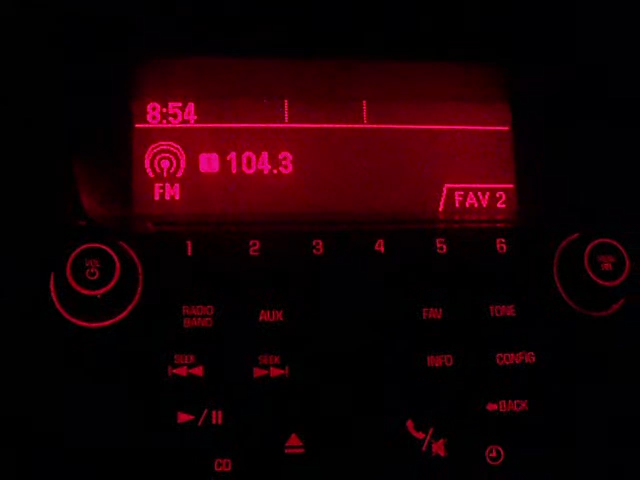 8:54
104.3
FM
FAV 2
1 2 3 4 5 6
VOL
RADIO BAND AUX FAV TONE
SEEK SEEK INFO CONFIG
BACK
CD